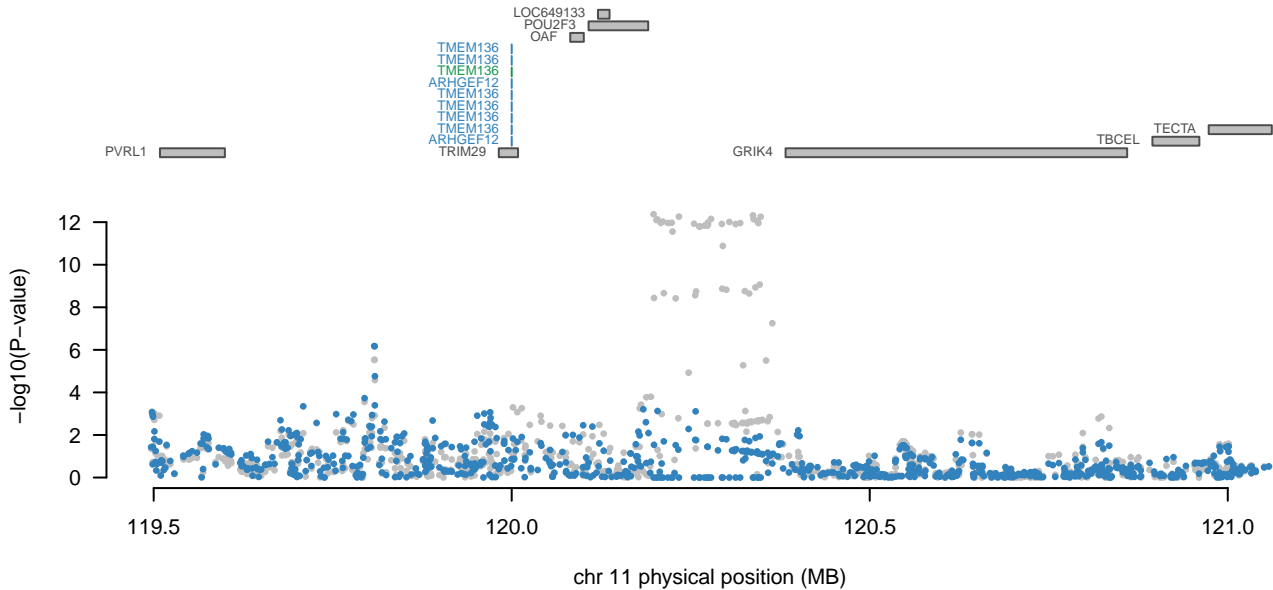 LOC649133
POU2F3
OAF
TMEM136
TMEM136
TMEM136
ARHGEF12
TMEM136
TMEM136
TMEM136
TMEM136
ARHGEF12
TECTA
TBCEL
PVRL1
TRIM29
GRIK4
12
10
8
6
4
2
0
−log10(P−value)
119.5 120.0 120.5 121.0
chr 11 physical position (MB)